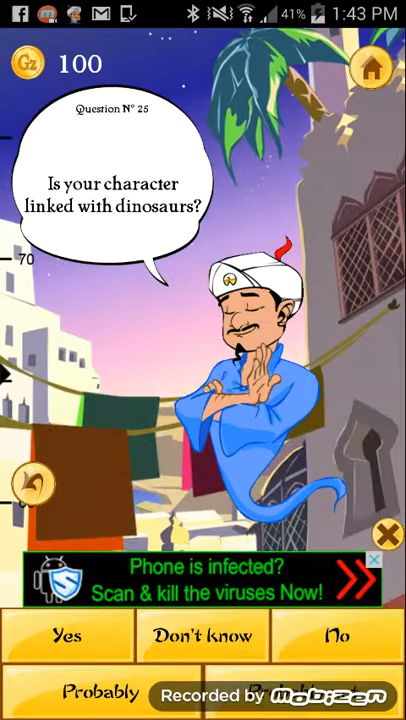 41% 1:43 PM
Gz 100
Question N° 25
Is your character
linked with dinosaurs?
70
Phone is infected?
Scan & kill the viruses Now!
Yes Don't know No
Probably
Recorded by mobizen